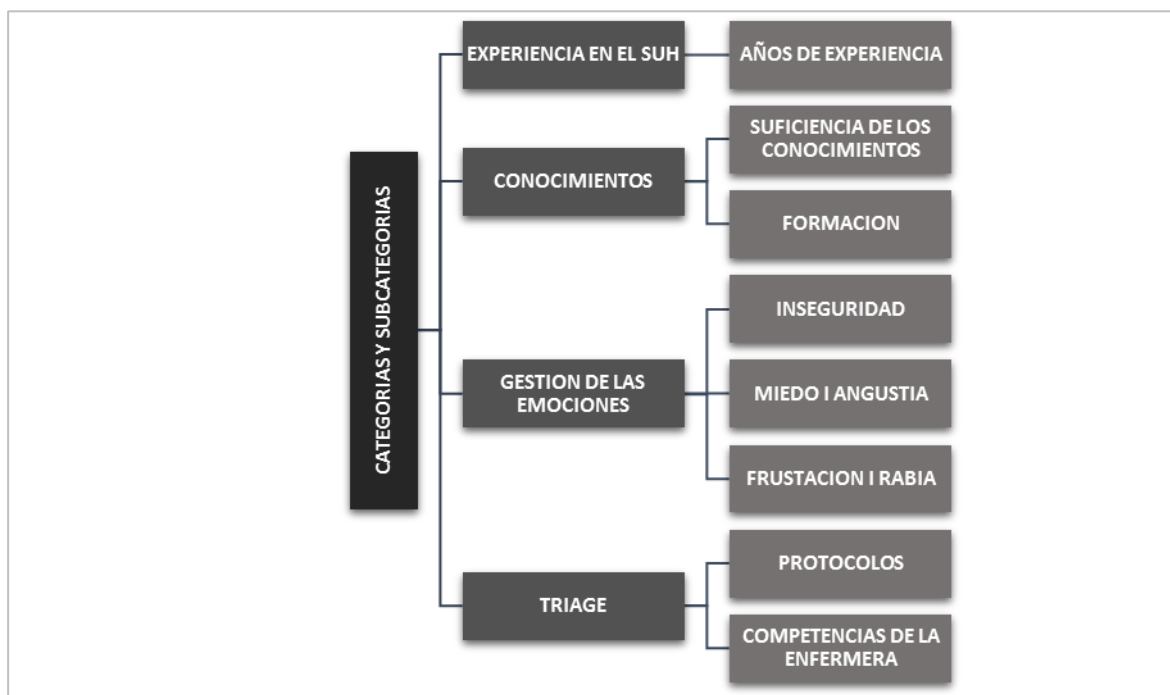 CATEGORIAS Y SUBCATEGORIAS
EXPERIENCIA EN EL SUH
AÑOS DE EXPERIENCIA
CONOCIMIENTOS
SUFICIENCIA DE LOS
CONOCIMIENTOS
FORMACION
GESTION DE LAS
EMOCIONES
INSEGURIDAD
MIEDO I ANGUSTIA
FRUSTACION I RABIA
TRIAGE
PROTOCOLOS
COMPETENCIAS DE LA
ENFERMERA